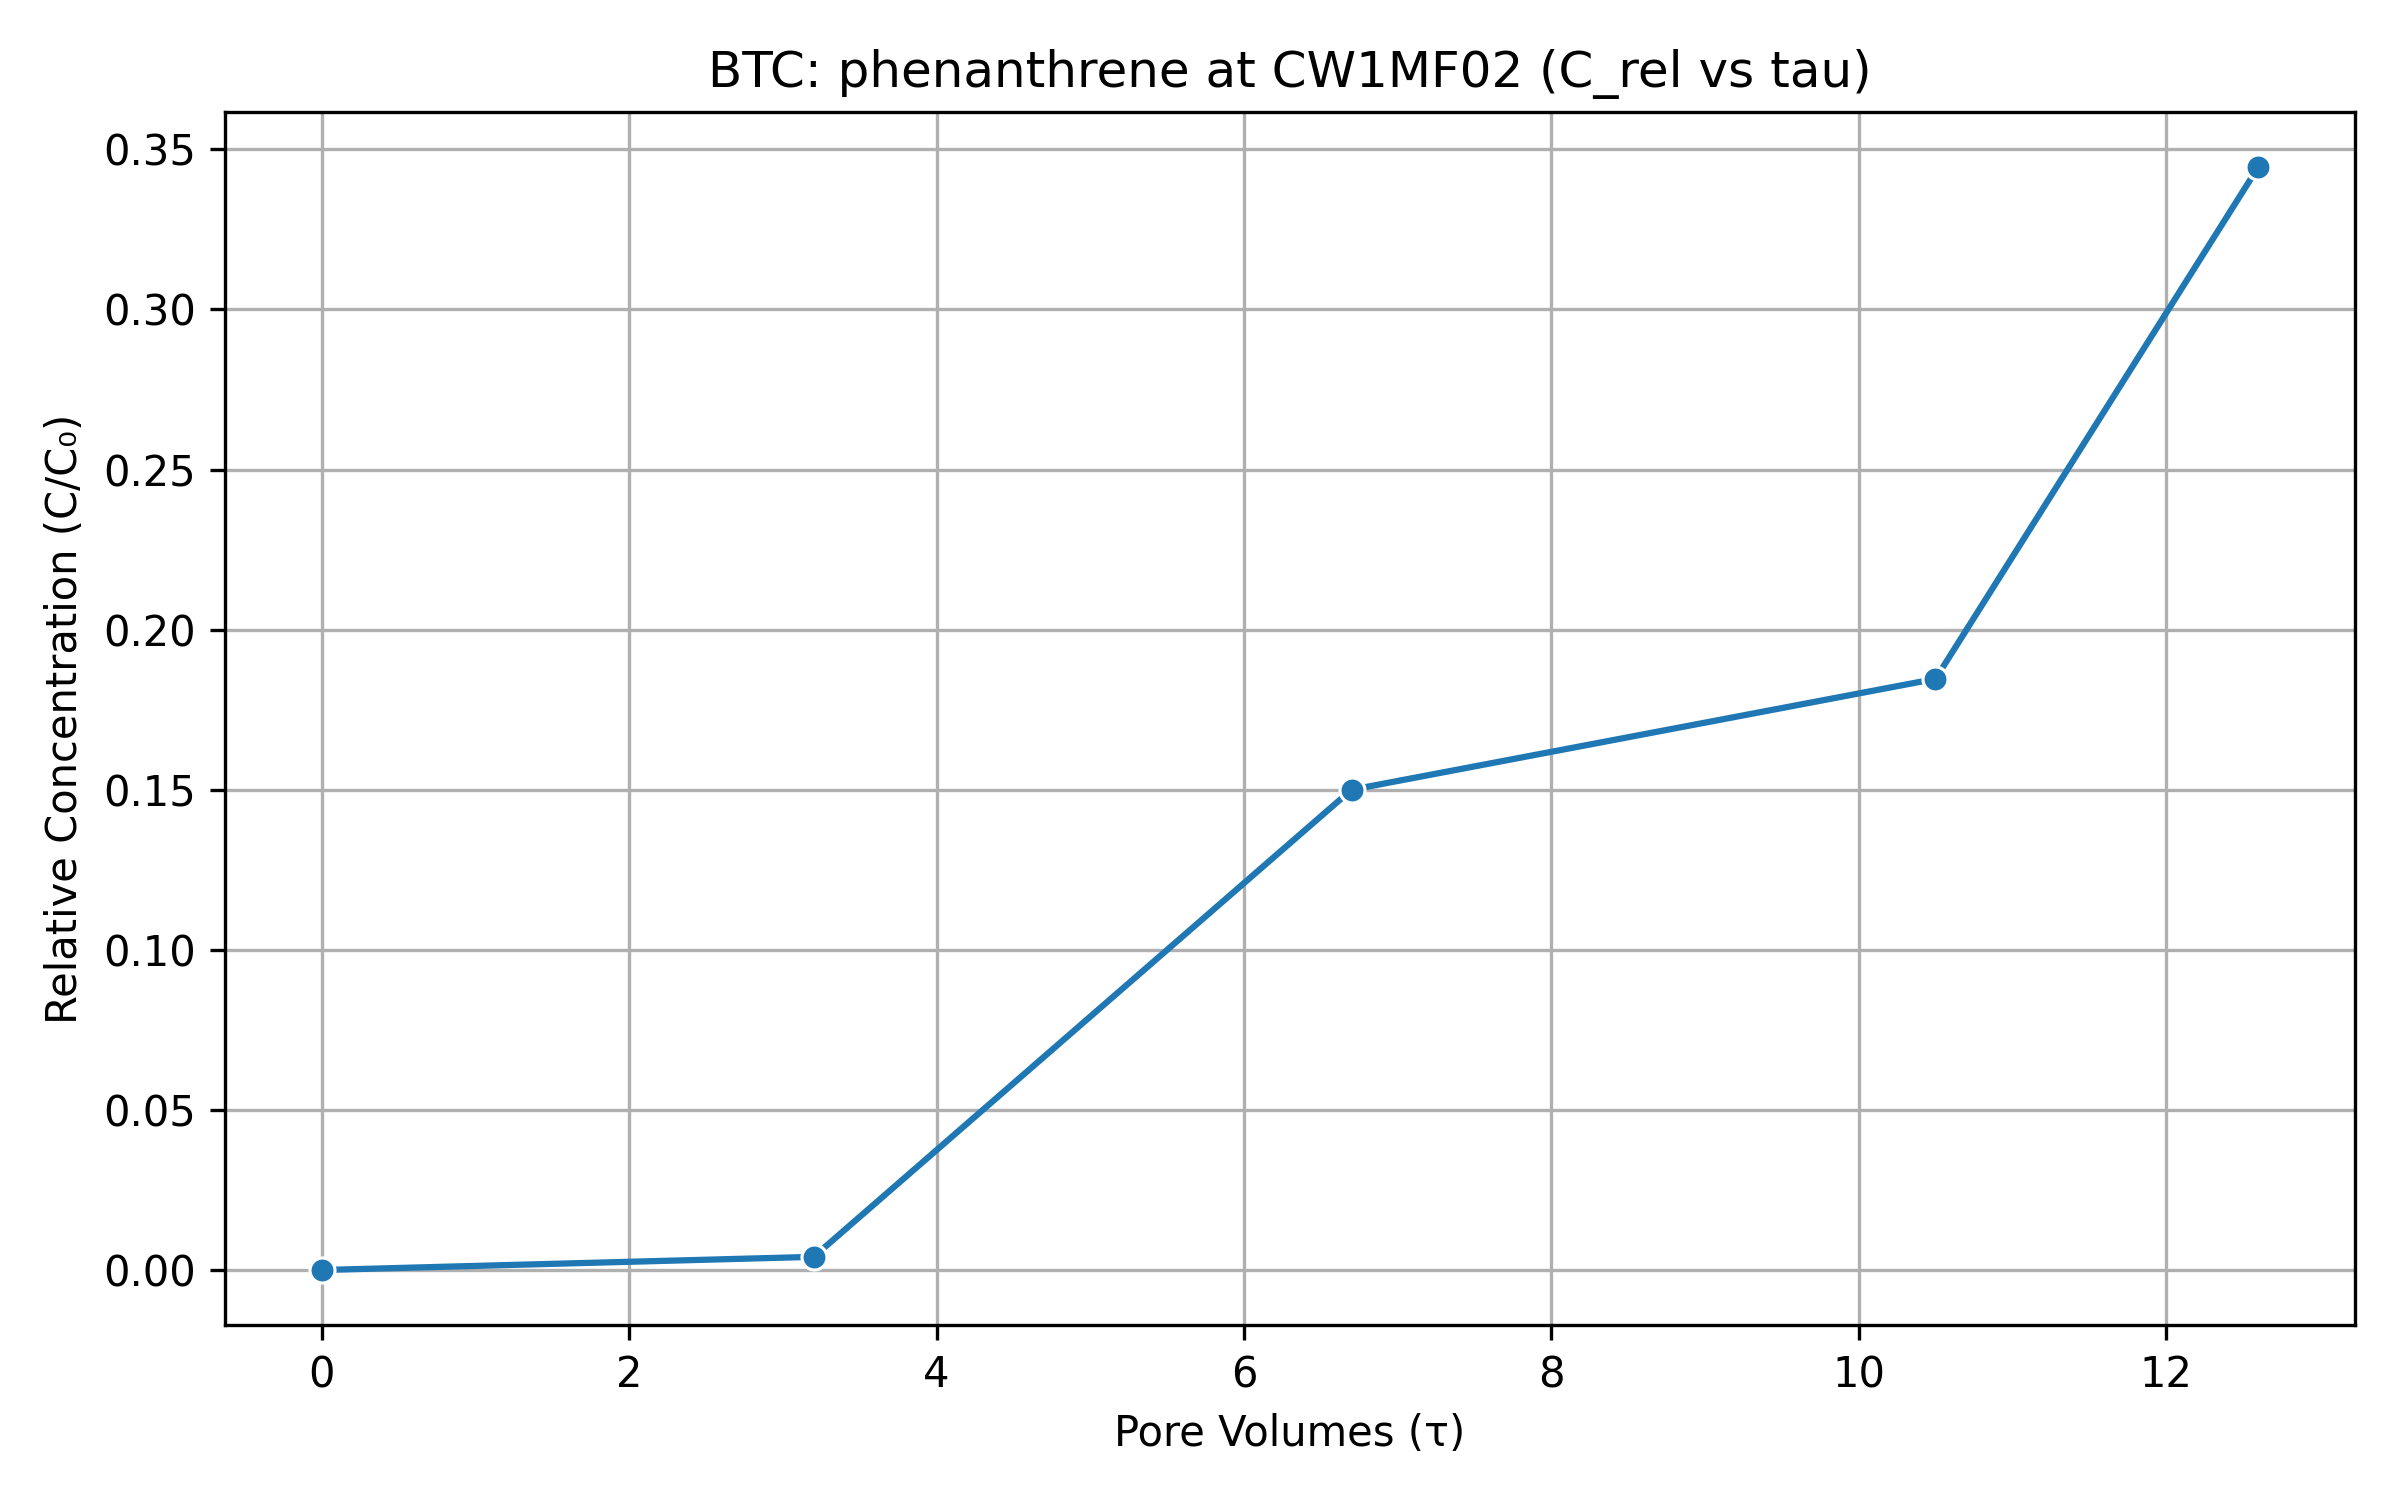 BTC: phenanthrene at CW1MF02 (C_rel vs tau)
Relative Concentration (C/C₀)
0.35
0.30
0.25
0.20
0.15
0.10
0.05
0.00
0 2 4 6 8 10 12
Pore Volumes (τ)